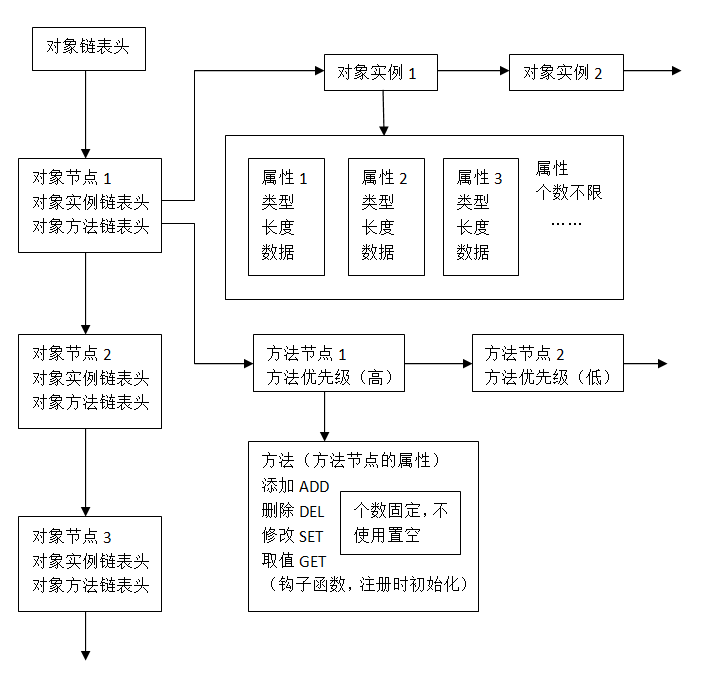 对象链表头
对象实例 1
对象实例 2
对象节点 1
对象实例链表头
对象方法链表头
属性 1
类型
长度
数据
属性 2
类型
长度
数据
属性 3
类型
长度
数据
属性
个数不限
……
对象节点 2
对象实例链表头
对象方法链表头
方法节点 1
方法优先级（高）
方法节点 2
方法优先级（低）
方法（方法节点的属性）
添加 ADD
删除 DEL
修改 SET
取值 GET
（钩子函数，注册时初始化）
个数固定，不
使用置空
对象节点 3
对象实例链表头
对象方法链表头